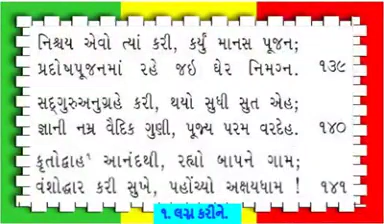 નિશ્ચય એવો ત્યાં કરી, કર્યું માનસ પૂજન;
પ્રદોષપૂજનમાં રહે જઇ ઘેર નિમગ્ન. ૧૩૯
સદ્ગુરુઅનુગ્રહે કરી, થયો સુધી સુત એહ;
જ્ઞાની નમ્ર વૈદિક ગુણી, પૂજ્ય પરમ વરદેહ. ૧૪૦
કૃતોદ્વાહ૧ આનંદથી, રહ્યો બાપને ગામ;
વંશોદ્ધાર કરી સુખે, પહોંચ્યો અક્ષયધામ ! ૧૪૧
૧. લગ્ન કરીને.